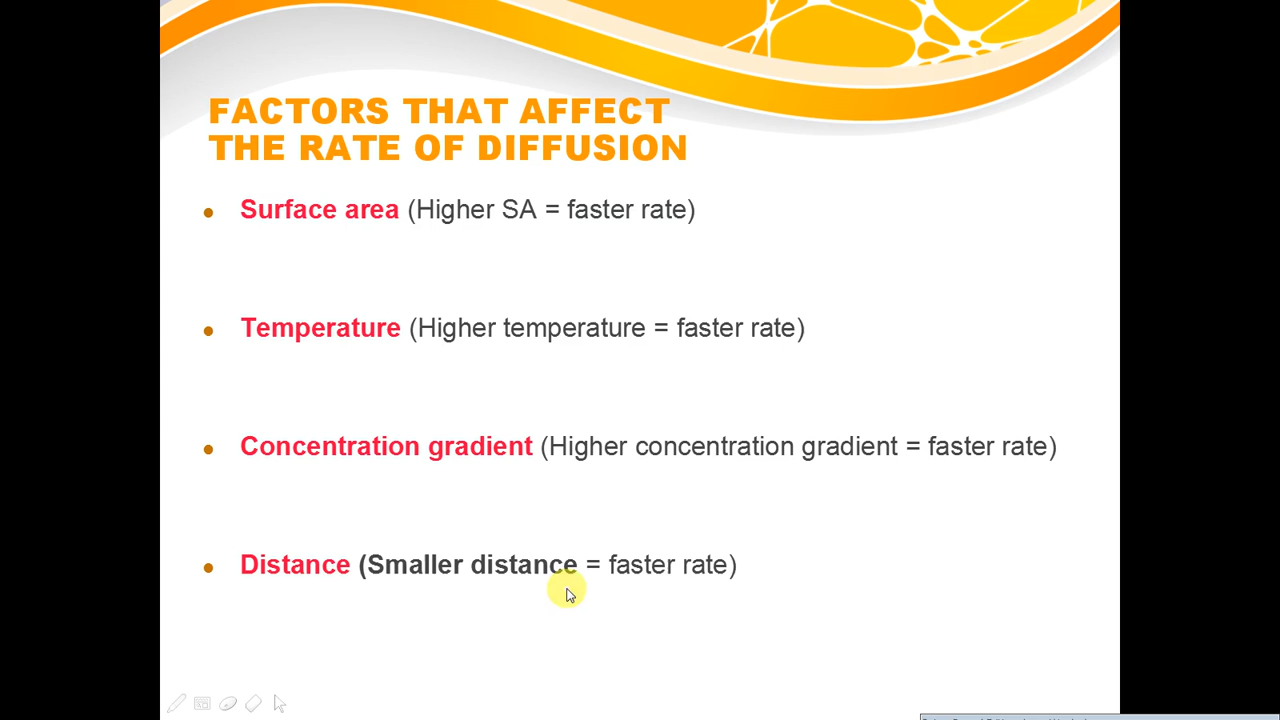 FACTORS THAT AFFECT
THE RATE OF DIFFUSION
• Surface area (Higher SA = faster rate)
• Temperature (Higher temperature = faster rate)
• Concentration gradient (Higher concentration gradient = faster rate)
• Distance (Smaller distance = faster rate)